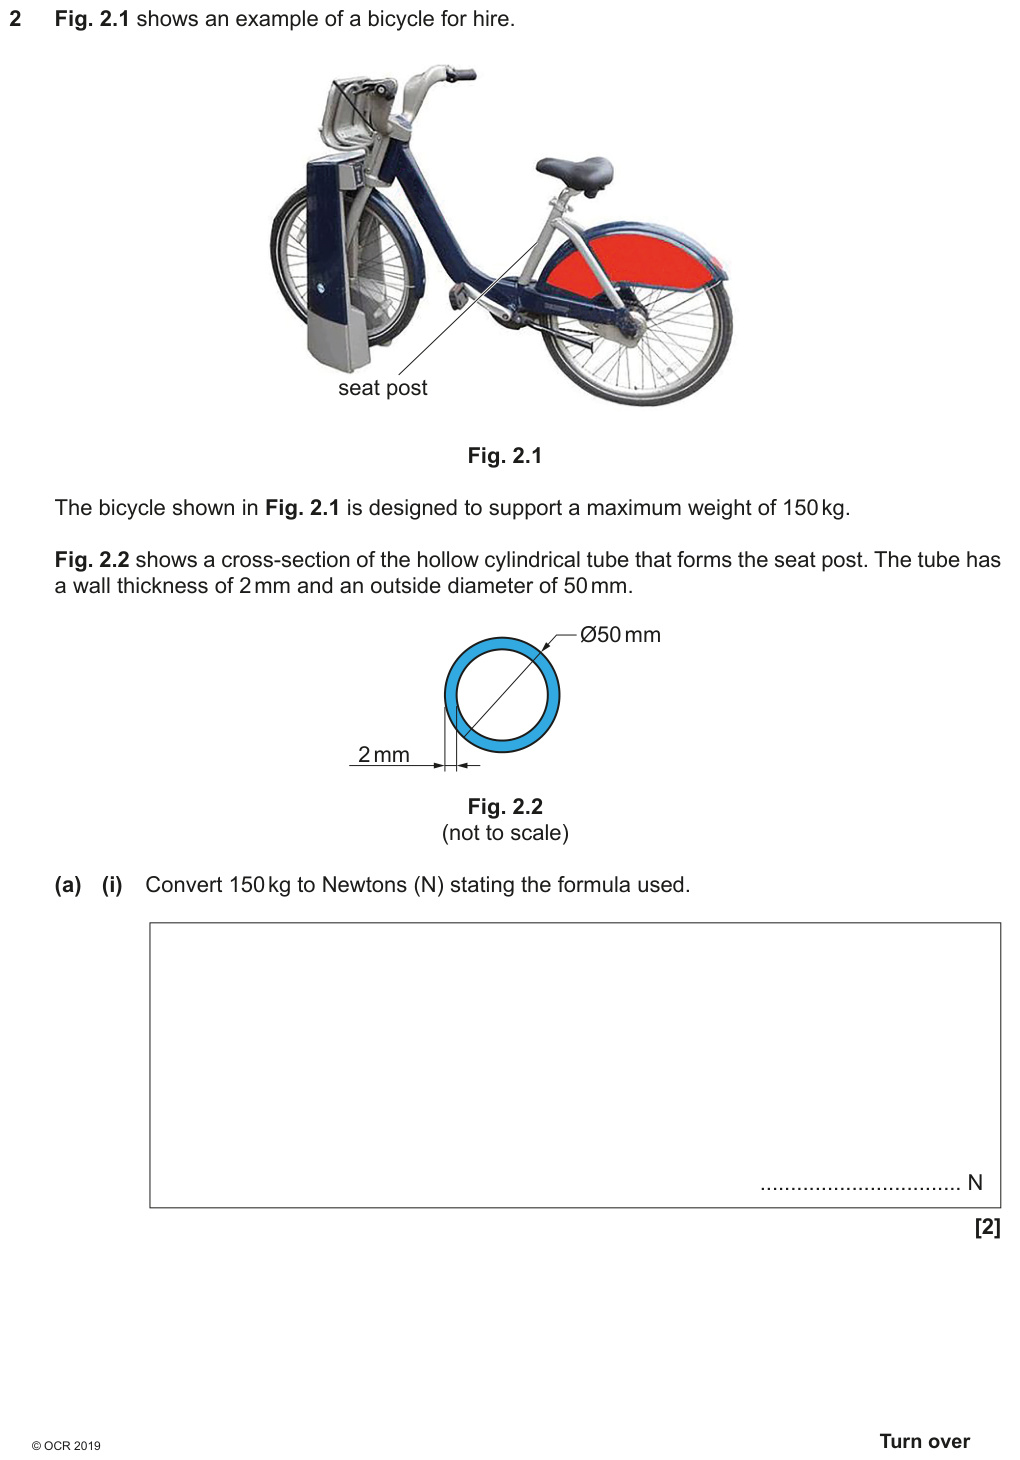 2 Fig. 2.1 shows an example of a bicycle for hire.
seat post
Fig. 2.1
The bicycle shown in Fig. 2.1 is designed to support a maximum weight of 150 kg.
Fig. 2.2 shows a cross-section of the hollow cylindrical tube that forms the seat post. The tube has
a wall thickness of 2 mm and an outside diameter of 50 mm.
Ø50 mm
2 mm
Fig. 2.2
(not to scale)
(a) (i) Convert 150 kg to Newtons (N) stating the formula used.
................................. N
[2]
© OCR 2019
Turn over